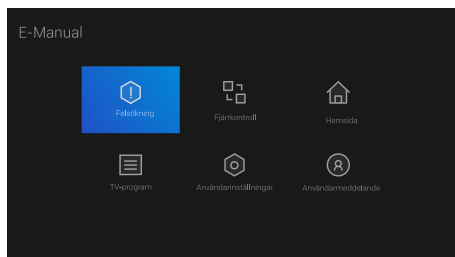 E-Manual
Felsökning
Fjärrkontroll
Hemsida
TV-program
Användarinställningar
Användarmeddelande